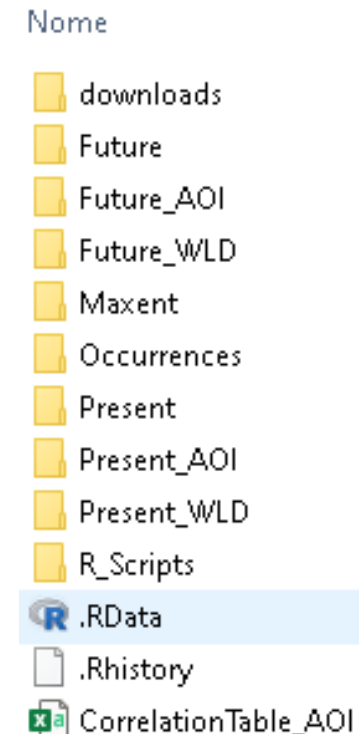 Nome
downloads
Future
Future_AOI
Future_WLD
Maxent
Occurrences
Present
Present_AOI
Present_WLD
R_Scripts
.RData
.Rhistory
CorrelationTable_AOI